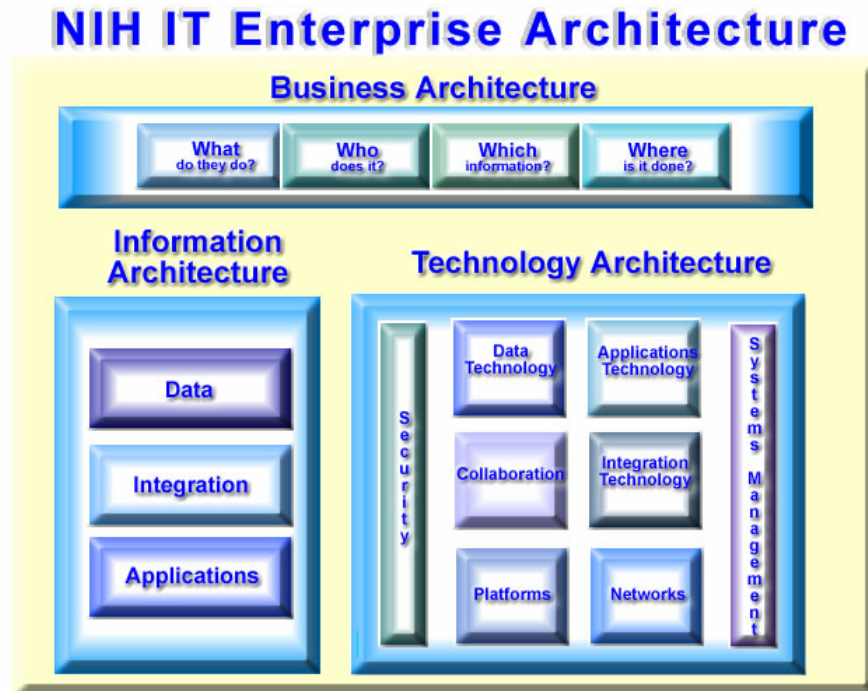 NIH IT Enterprise Architecture
Business Architecture
What
do they do?
Who
does it?
Which
information?
Where
is it done?
Information
Architecture
Data
Integration
Applications
Technology Architecture
Security
Data
Technology
Applications
Technology
Collaboration
Integration
Technology
Platforms
Networks
Systems Management